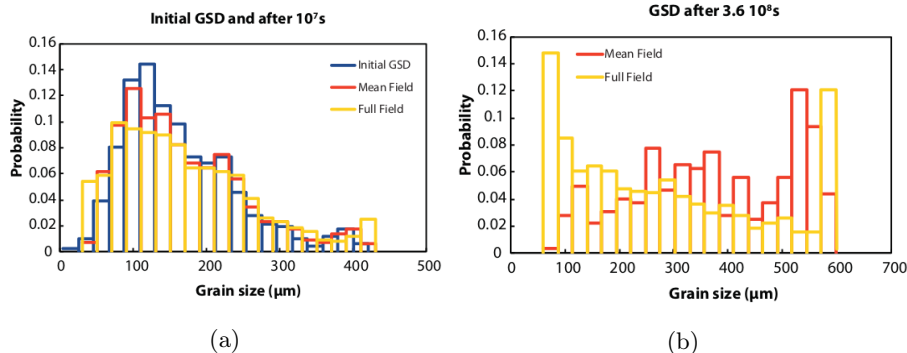 Initial GSD and after 10⁷s
0.16
0.14
0.12
0.1
0.08
0.06
0.04
0.02
0
Probability
Initial GSD
Mean Field
Full Field
0 100 200 300 400 500
Grain size (μm)
(a)
GSD after 3.6 10⁸s
0.16
0.14
0.12
0.1
0.08
0.06
0.04
0.02
0
Probability
Mean Field
Full Field
0 100 200 300 400 500 600 700
Grain size (μm)
(b)